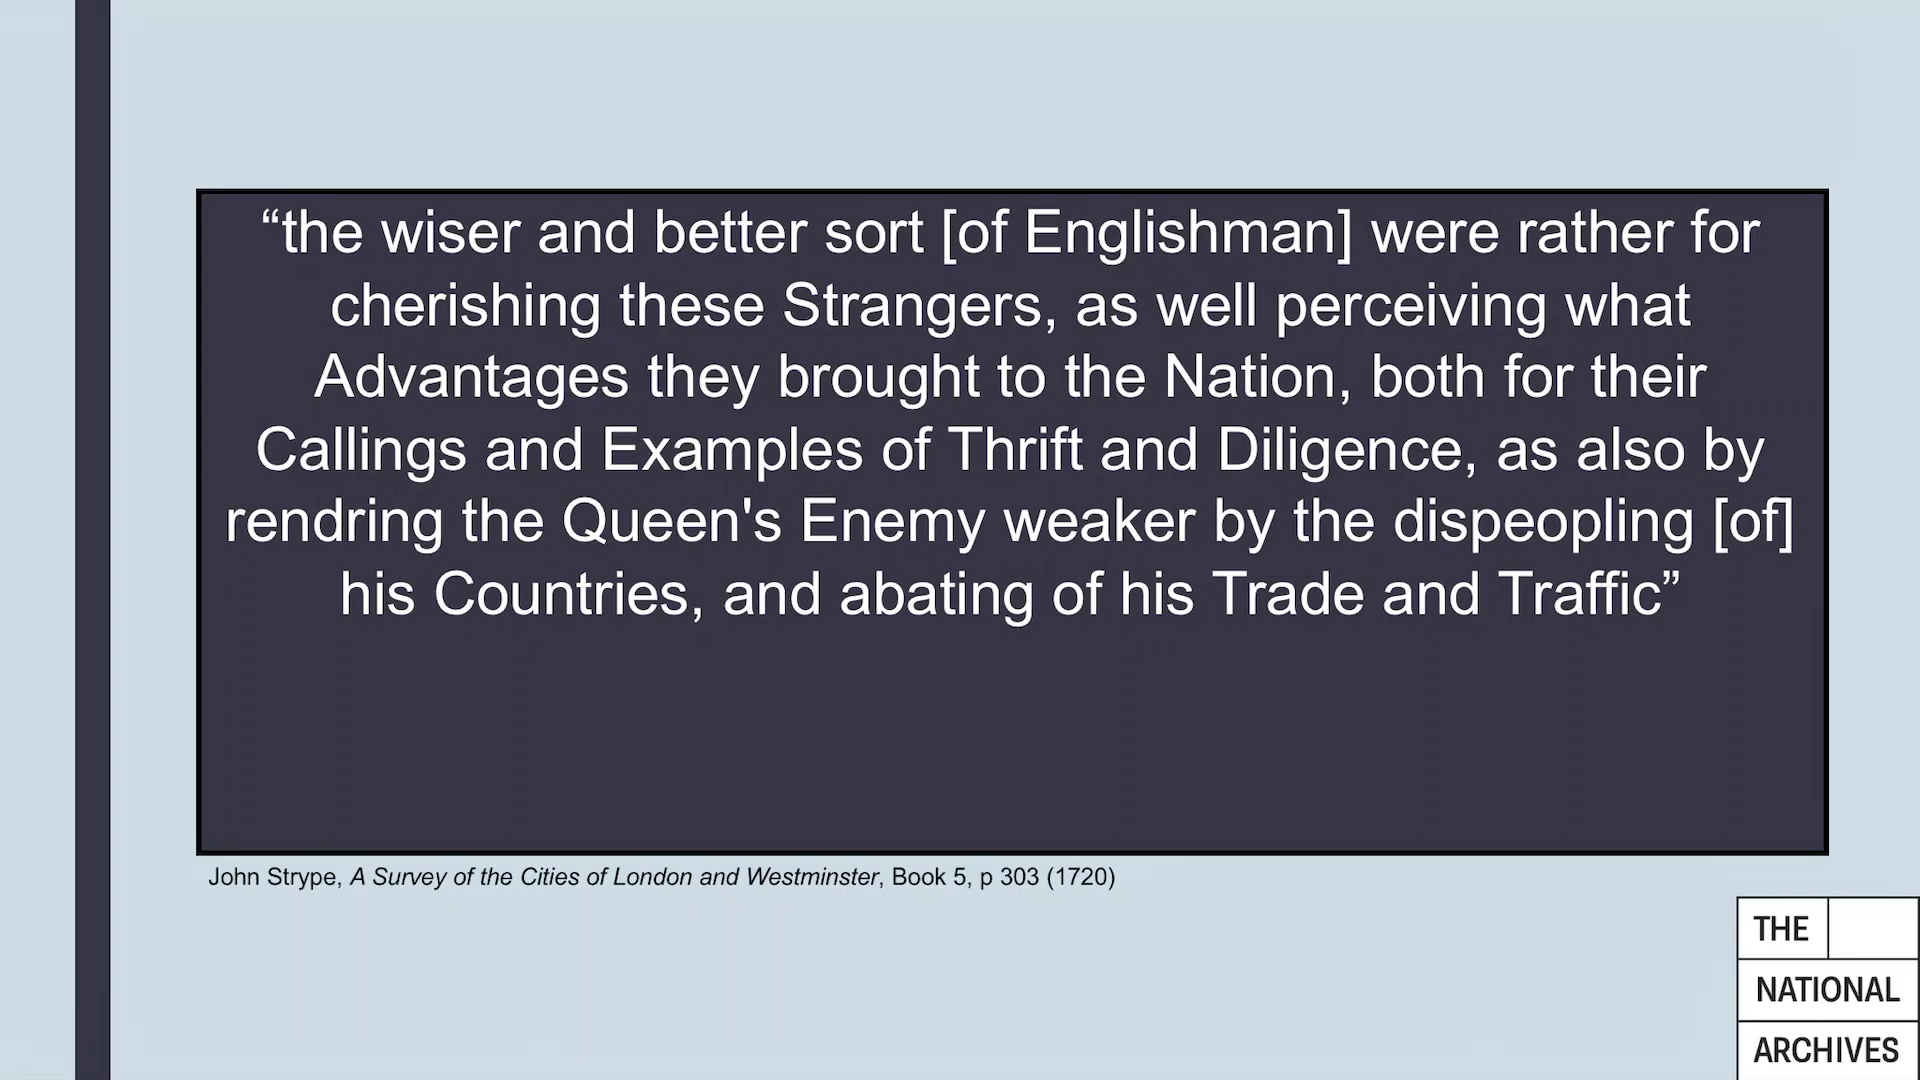 “the wiser and better sort [of Englishman] were rather for
cherishing these Strangers, as well perceiving what
Advantages they brought to the Nation, both for their
Callings and Examples of Thrift and Diligence, as also by
rendring the Queen's Enemy weaker by the dispeopling [of]
his Countries, and abating of his Trade and Traffic”
John Strype, A Survey of the Cities of London and Westminster, Book 5, p 303 (1720)
THE
NATIONAL
ARCHIVES